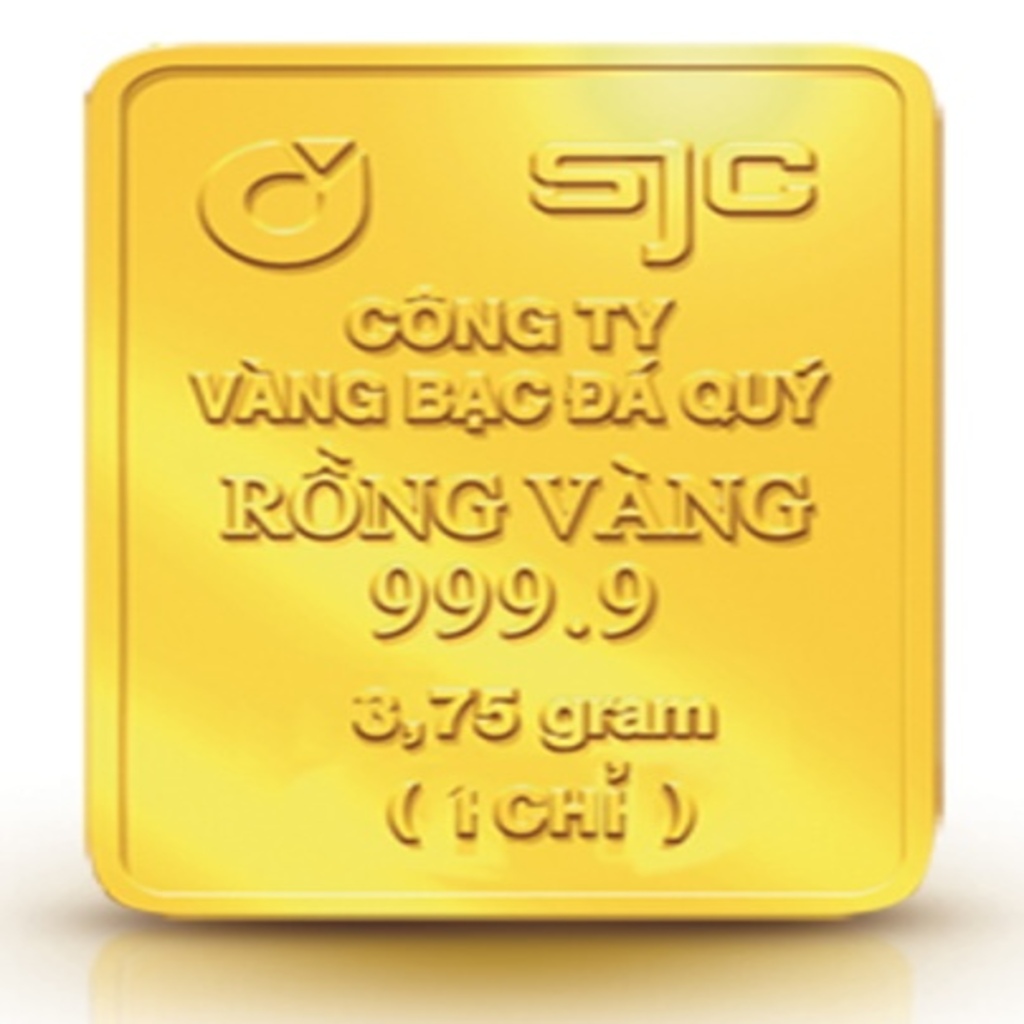 SJC
CÔNG TY
VÀNG BẠC ĐÁ QUÝ
RỒNG VÀNG
999.9
3,75 gram
( 1 CHỈ )